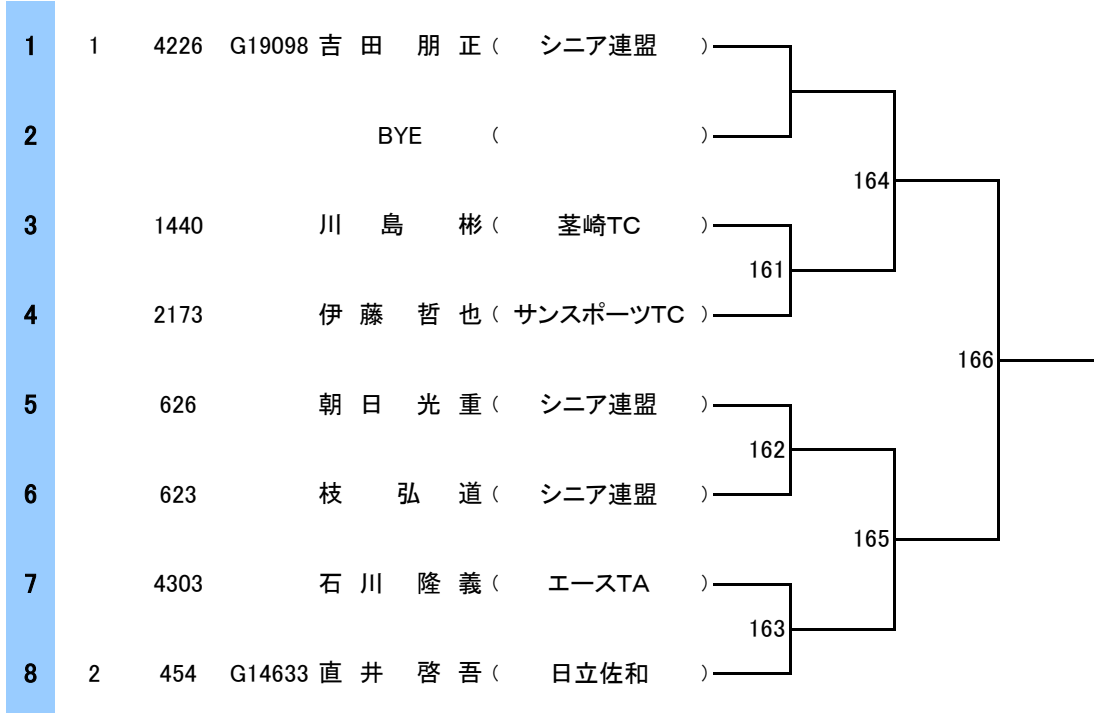 1 1 4226 G19098 吉田 朋正（ シニア連盟 ）
2 BYE （ ）
164
3 1440 川島 彬（ 茎崎TC ）
161
4 2173 伊藤 哲也（ サンスポーツTC ）
166
5 626 朝日 光重（ シニア連盟 ）
162
6 623 枝 弘道（ シニア連盟 ）
165
7 4303 石川 隆義（ エースTA ）
163
8 2 454 G14633 直井 啓吾（ 日立佐和 ）